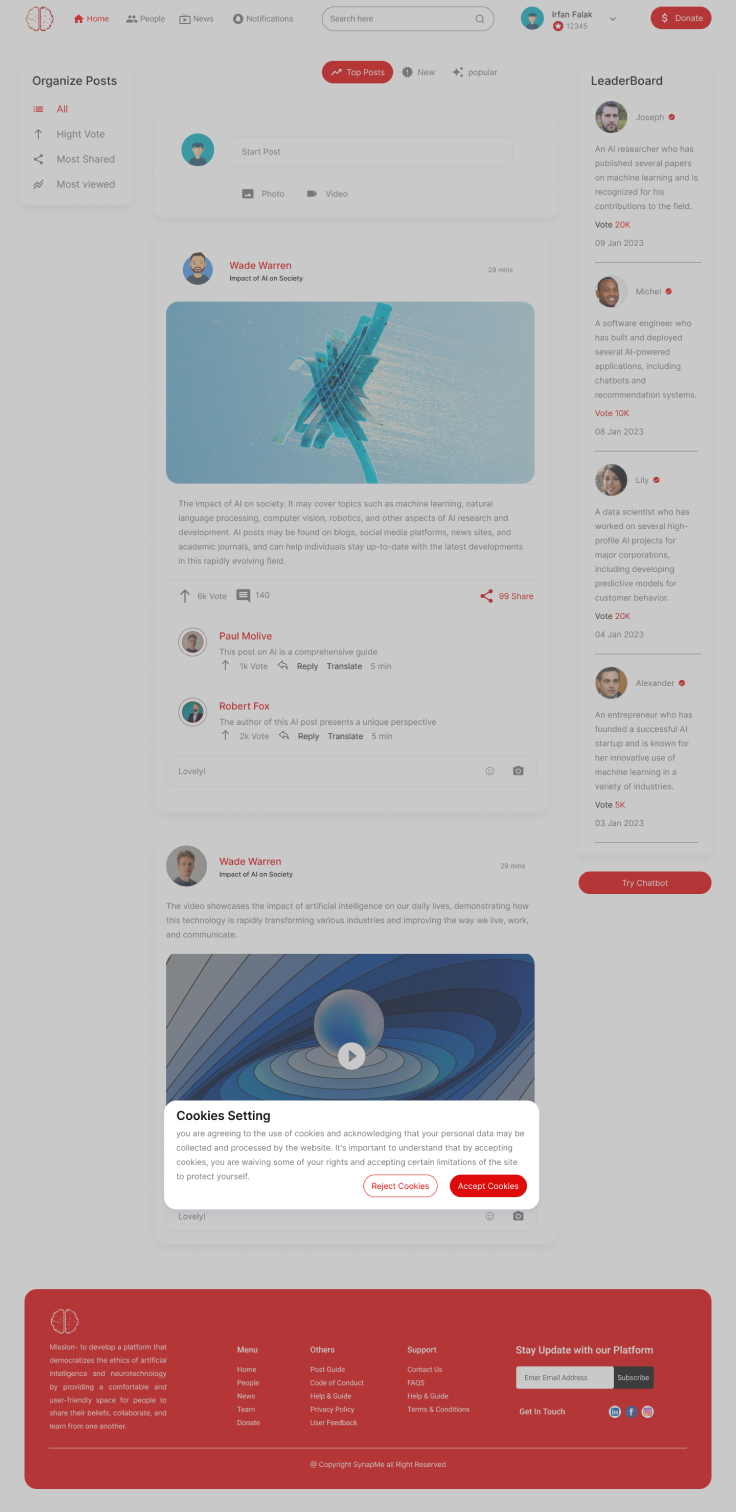 Home
People
News
Notifications
Search here
Irfan Falak
12345
$ Donate
Organize Posts
All
Hight Vote
Most Shared
Most viewed
Top Posts
New
popular
Start Post
Photo
Video
Wade Warren
29 mins
Impact of AI on Society
The impact of AI on society. It may cover topics such as machine learning, natural
language processing, computer vision, robotics, and other aspects of AI research and
development. AI posts may be found on blogs, social media platforms, news sites, and
academic journals, and can help individuals stay up-to-date with the latest developments
in this rapidly evolving field.
6k Vote
140
99 Share
Paul Molive
This post on AI is a comprehensive guide
1k Vote
Reply
Translate
5 min
Robert Fox
The author of this AI post presents a unique perspective
2k Vote
Reply
Translate
5 min
Lovely!
Wade Warren
29 mins
Impact of AI on Society
The video showcases the impact of artificial intelligence on our daily lives, demonstrating how
this technology is rapidly transforming various industries and improving the way we live, work,
and communicate.
Cookies Setting
you are agreeing to the use of cookies and acknowledging that your personal data may be
collected and processed by the website. It's important to understand that by accepting
cookies, you are waiving some of your rights and accepting certain limitations of the site
to protect yourself.
Reject Cookies
Accept Cookies
Lovely!
LeaderBoard
Joseph
An AI researcher who has
published several papers
on machine learning and is
recognized for his
contributions to the field.
Vote 20K
09 Jan 2023
Michel
A software engineer who
has built and deployed
several AI-powered
applications, including
chatbots and
recommendation systems.
Vote 10K
08 Jan 2023
Lily
A data scientist who has
worked on several high-
profile AI projects for
major corporations,
including developing
predictive models for
customer behavior.
Vote 20K
04 Jan 2023
Alexander
An entrepreneur who has
founded a successful AI
startup and is known for
her innovative use of
machine learning in a
variety of industries.
Vote 5K
03 Jan 2023
Try Chatbot
Mission- to develop a platform that
democratizes the ethics of artificial
intelligence and neurotechnology
by providing a comfortable and
user-friendly space for people to
share their beliefs, collaborate, and
learn from one another.
Menu
Home
People
News
Team
Donate
Others
Post Guide
Code of Conduct
Help & Guide
Privacy Policy
User Feedback
Support
Contact Us
FAQS
Help & Guide
Terms & Conditions
Stay Update with our Platform
Enter Email Address
Subscribe
Get In Touch
in
f
@ Copyright SynapMe all Right Reserved